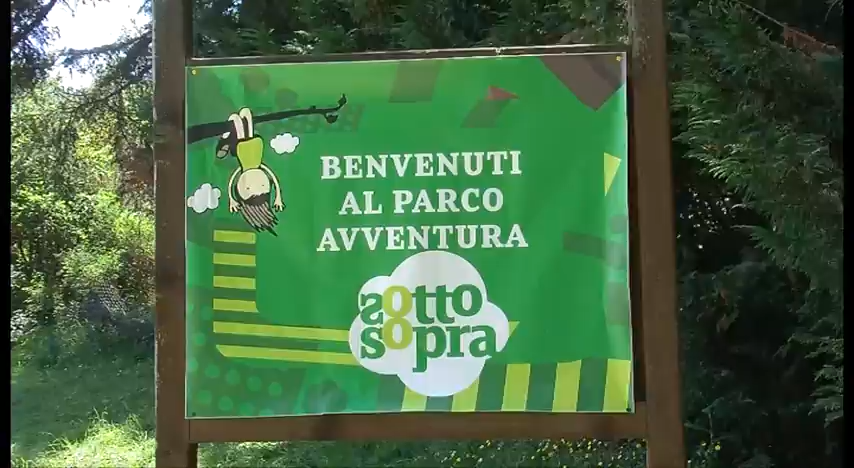 BENVENUTI
AL PARCO
AVVENTURA
sotto
sopra